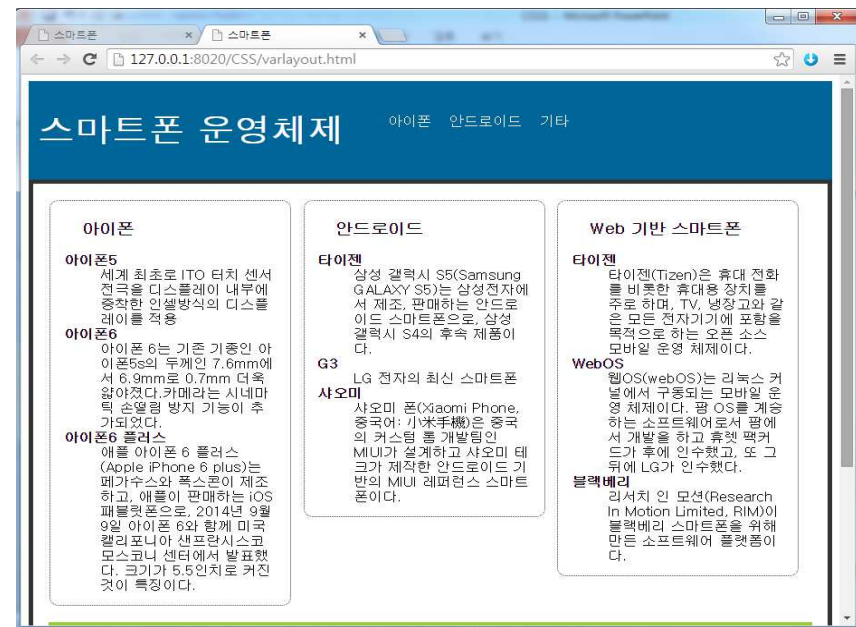 스마트폰
스마트폰
127.0.0.1:8020/CSS/varlayout.html
스마트폰 운영체제
아이폰 안드로이드 기타
아이폰
아이폰5
세계 최초로 ITO 터치 센서
전극을 디스플레이 내부에
증착한 인셀방식의 디스플
레이를 적용
아이폰6
아이폰 6는 기존 기종인 아
이폰5s의 두께인 7.6mm에
서 6.9mm로 0.7mm 더욱
얇아졌다.카메라는 시네마
틱 손떨림 방지 기능이 추
가되었다.
아이폰6 플러스
애플 아이폰 6 플러스
(Apple iPhone 6 plus)는
페가수스와 폭스콘이 제조
하고, 애플이 판매하는 iOS
패블릿폰으로, 2014년 9월
9일 아이폰 6와 함께 미국
캘리포니아 샌프란시스코
모스코니 센터에서 발표했
다. 크기가 5.5인치로 커진
것이 특징이다.
안드로이드
타이젠
삼성 갤럭시 S5(Samsung
GALAXY S5)는 삼성전자에
서 제조, 판매하는 안드로
이드 스마트폰으로, 삼성
갤럭시 S4의 후속 제품이
다.
G3
LG 전자의 최신 스마트폰
샤오미
샤오미 폰(Xiaomi Phone,
중국어: 小米手機)은 중국
의 커스텀 롬 개발팀인
MIUI가 설계하고 샤오미 테
크가 제작한 안드로이드 기
반의 MIUI 레퍼런스 스마트
폰이다.
Web 기반 스마트폰
타이젠
타이젠(Tizen)은 휴대 전화
를 비롯한 휴대용 장치를
주로 하며, TV, 냉장고와 같
은 모든 전자기기에 포함을
목적으로 하는 오픈 소스
모바일 운영 체제이다.
WebOS
웹OS(webOS)는 리눅스 커
널에서 구동되는 모바일 운
영 체제이다. 팜 OS를 계승
하는 소프트웨어로서 팜에
서 개발을 하고 휴렛 팩커
드가 후에 인수했고, 또 그
뒤에 LG가 인수했다.
블랙베리
리서치 인 모션(Research
In Motion Limited, RIM)이
블랙베리 스마트폰을 위해
만든 소프트웨어 플랫폼이
다.